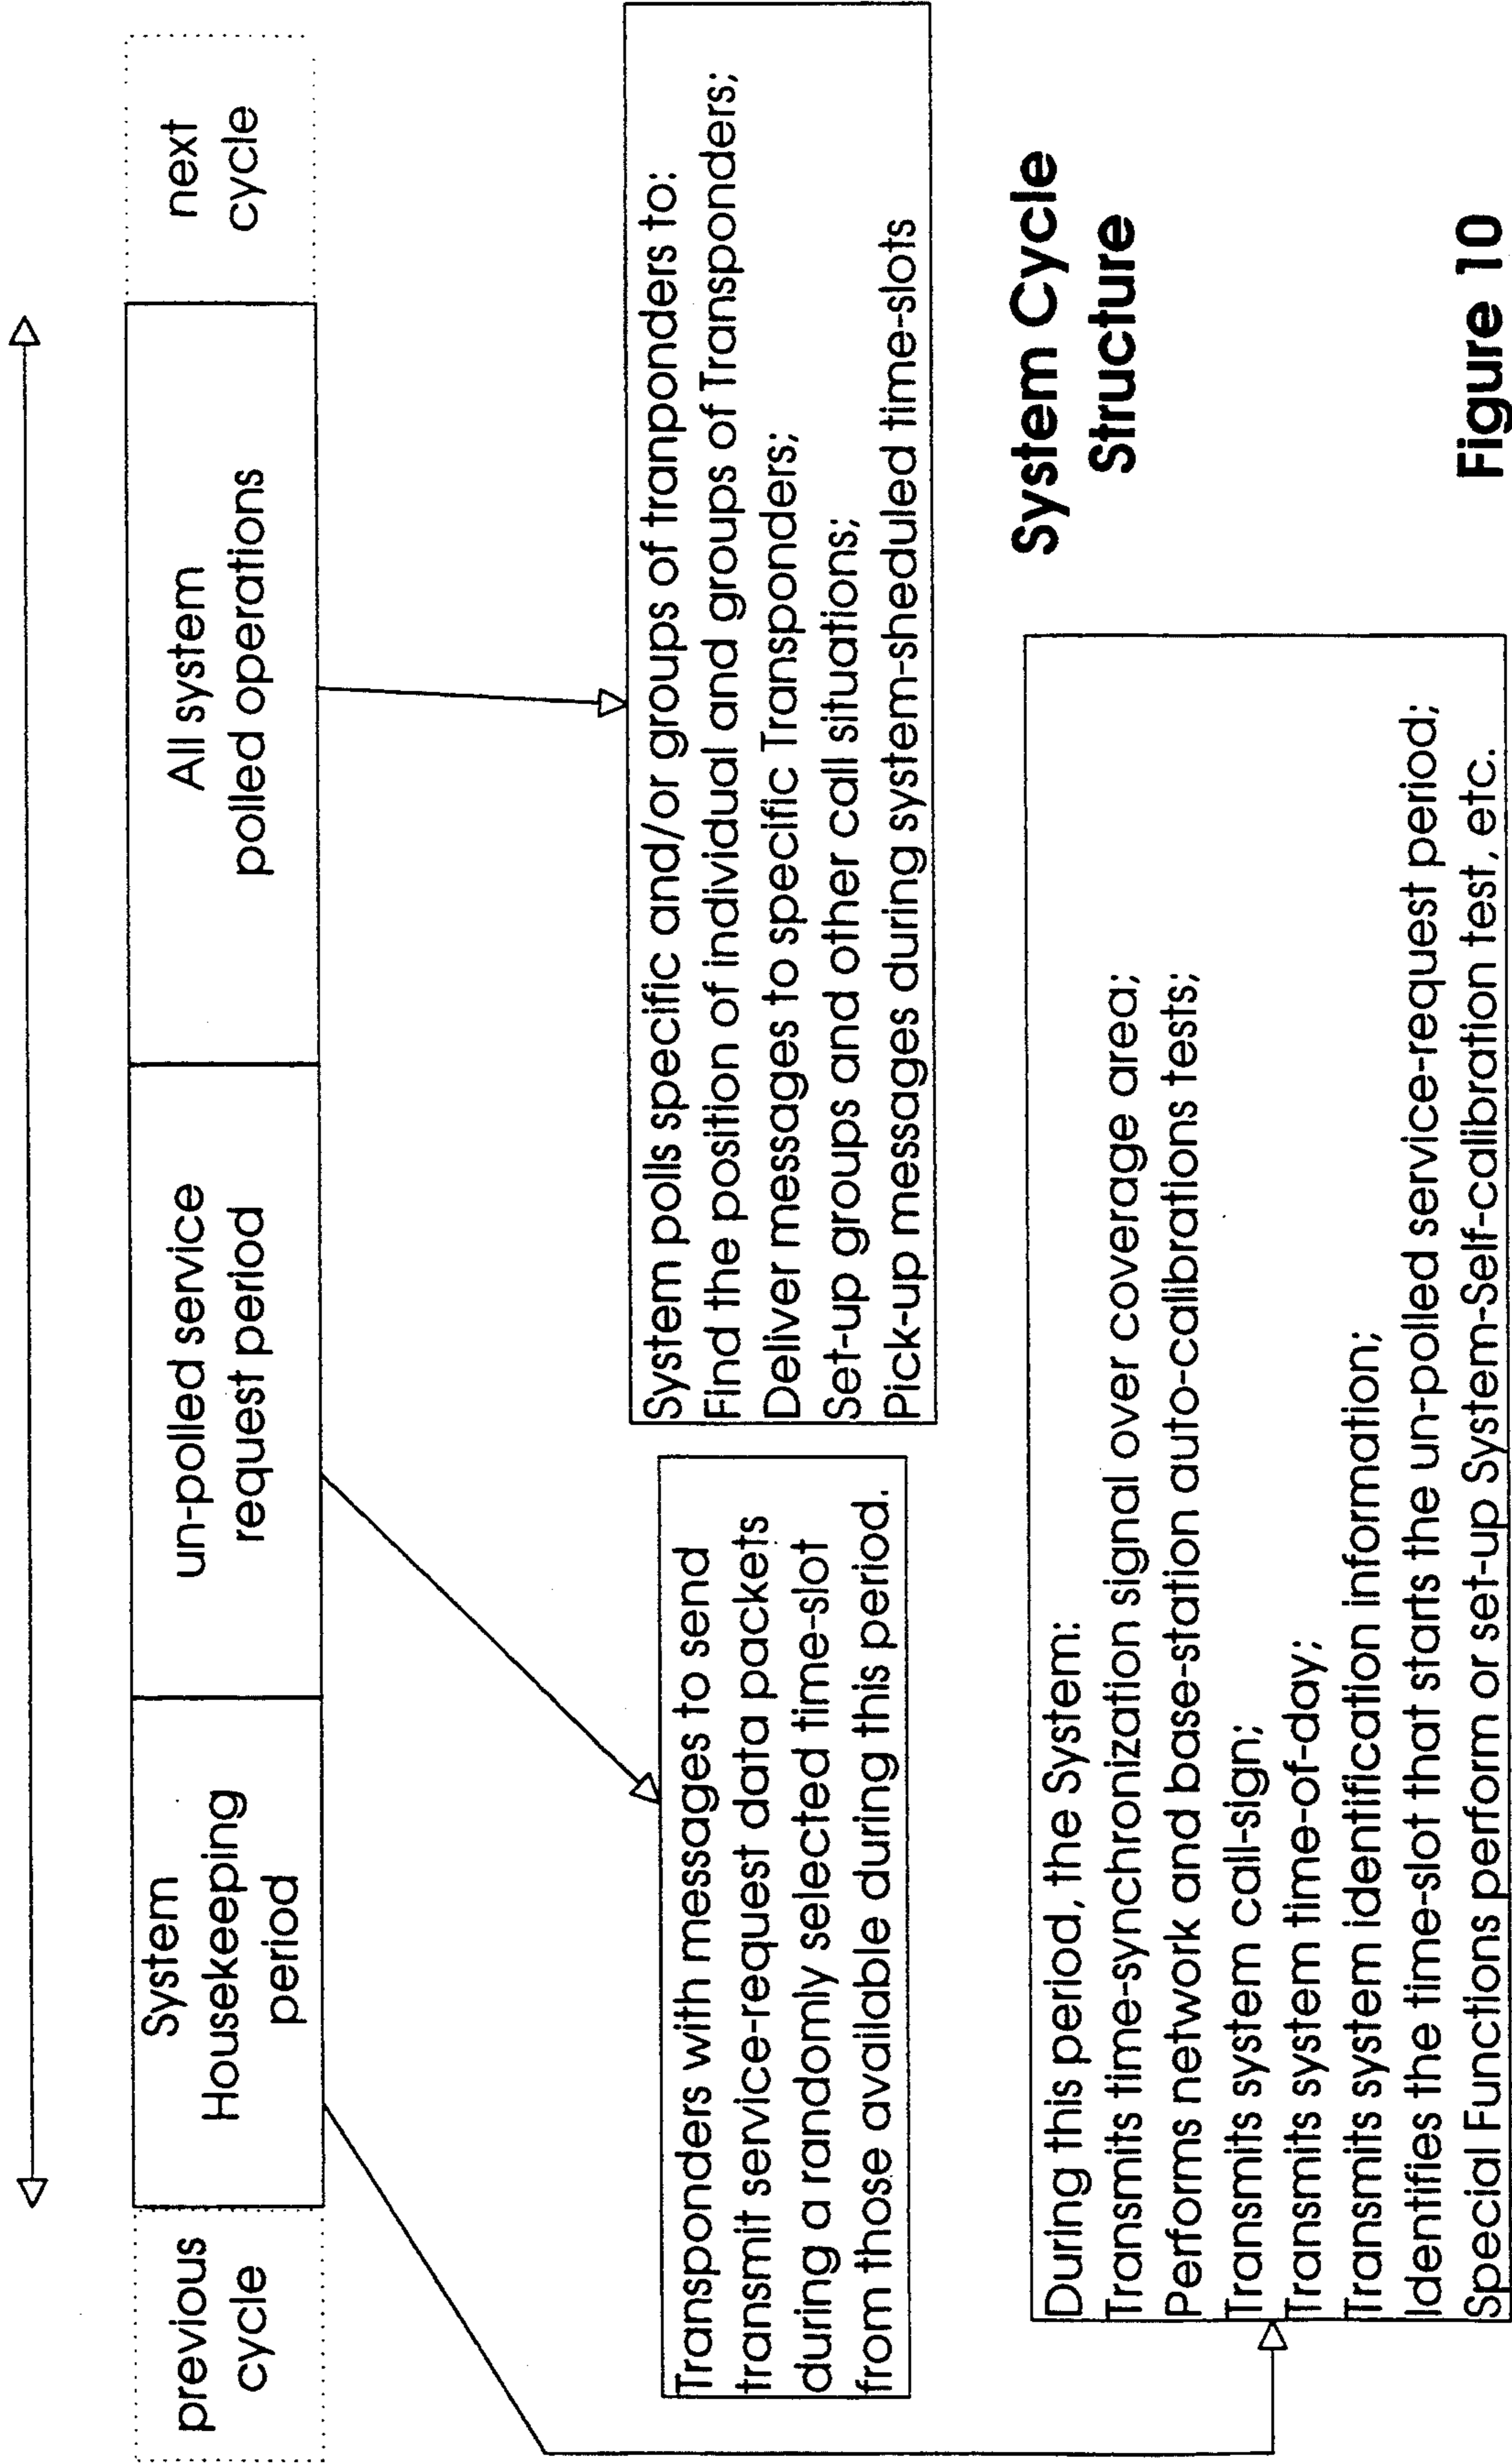 previous
cycle
System
Housekeeping
period
un-polled service
request period
All system
polled operations
next
cycle
Transponders with messages to send
transmit service-request data packets
during a randomly selected time-slot
from those available during this period.
System polls specific and/or groups of tranponders to:
Find the position of individual and groups of Transponders;
Deliver messages to specific Transponders;
Set-up groups and other call situations;
Pick-up messages during system-sheduled time-slots
During this period, the System:
Transmits time-synchronization signal over coverage area;
Performs network and base-station auto-calibrations tests;
Transmits system call-sign;
Transmits system time-of-day;
Transmits system identification information;
Identifies the time-slot that starts the un-polled service-request period;
Special Functions perform or set-up System-Self-calibration test, etc.
System Cycle
Structure
Figure 10